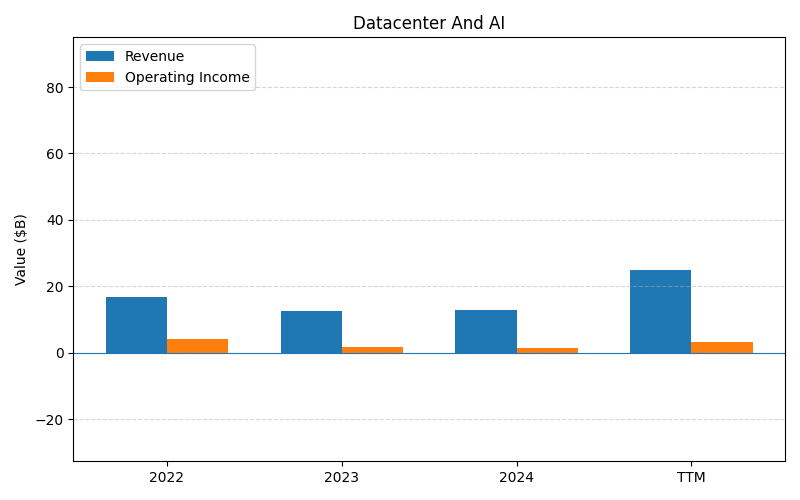 Datacenter And AI
Revenue
Operating Income
Value ($B)
80
60
40
20
0
−20
2022
2023
2024
TTM